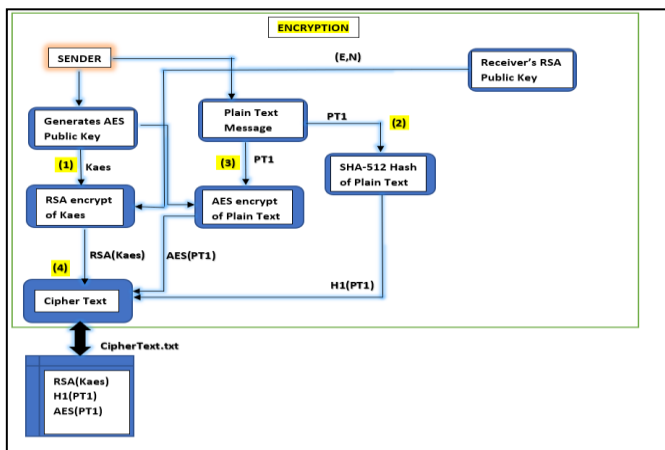 ENCRYPTION
SENDER
(E,N)
Receiver's RSA
Public Key
Generates AES
Public Key
Plain Text
Message
PT1
(2)
(1)
Kaes
(3)
PT1
SHA-512 Hash
of Plain Text
RSA encrypt
of Kaes
AES encrypt
of Plain Text
RSA(Kaes)
AES(PT1)
(4)
H1(PT1)
Cipher Text
CipherText.txt
RSA(Kaes)
H1(PT1)
AES(PT1)